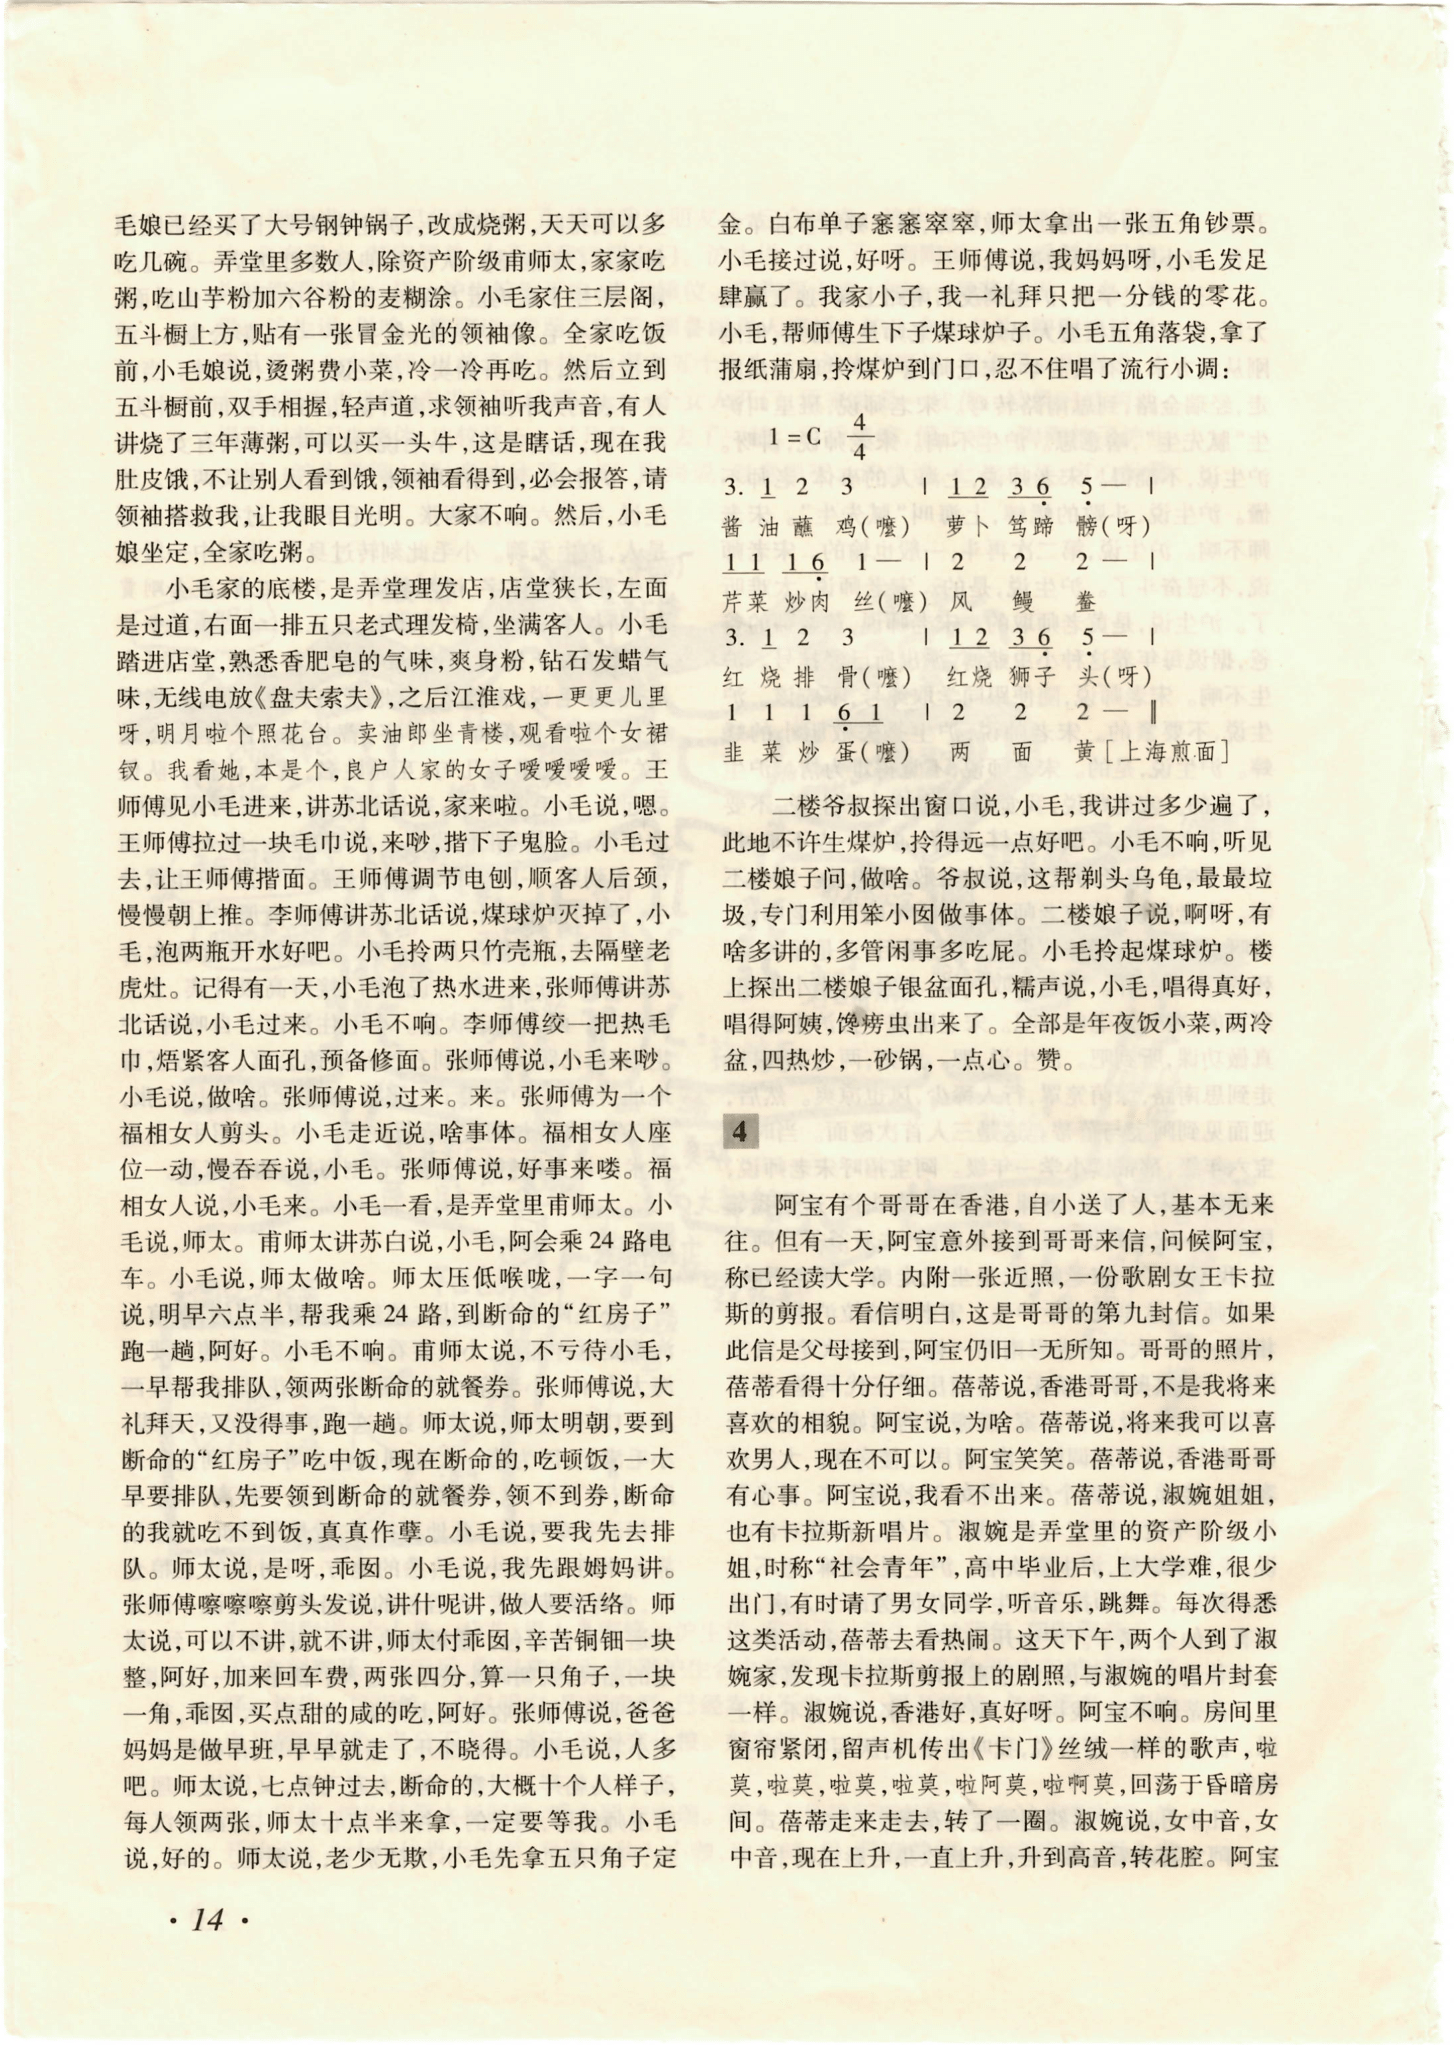 毛娘已经买了大号钢钟锅子,改成烧粥,天天可以多
吃几碗。弄堂里多数人,除资产阶级甫师太,家家吃
粥,吃山芋粉加六谷粉的麦糊涂。小毛家住三层阁,
五斗橱上方,贴有一张冒金光的领袖像。全家吃饭
前,小毛娘说,烫粥费小菜,冷一冷再吃。然后立到
五斗橱前,双手相握,轻声道,求领袖听我声音,有人
讲烧了三年薄粥,可以买一头牛,这是瞎话,现在我
肚皮饿,不让别人看到饿,领袖看得到,必会报答,请
领袖搭救我,让我眼目光明。大家不响。然后,小毛
娘坐定,全家吃粥。
小毛家的底楼,是弄堂理发店,店堂狭长,左面
是过道,右面一排五只老式理发椅,坐满客人。小毛
踏进店堂,熟悉香肥皂的气味,爽身粉,钻石发蜡气
味,无线电放《盘夫索夫》,之后江淮戏,一更更儿里
呀,明月啦个照花台。卖油郎坐青楼,观看啦个女裙
钗。我看她,本是个,良户人家的女子嗳嗳嗳嗳。王
师傅见小毛进来,讲苏北话说,家来啦。小毛说,嗯。
王师傅拉过一块毛巾说,来吵,揩下子鬼脸。小毛过
去,让王师傅揩面。王师傅调节电刨,顺客人后颈,
慢慢朝上推。李师傅讲苏北话说,煤球炉灭掉了,小
毛,泡两瓶开水好吧。小毛拎两只竹壳瓶,去隔壁老
虎灶。记得有一天,小毛泡了热水进来,张师傅讲苏
北话说,小毛过来。小毛不响。李师傅绞一把热毛
巾,焐紧客人面孔,预备修面。张师傅说,小毛来吵。
小毛说,做啥。张师傅说,过来。来。张师傅为一个
福相女人剪头。小毛走近说,啥事体。福相女人座
位一动,慢吞吞说,小毛。张师傅说,好事来喽。福
相女人说,小毛来。小毛一看,是弄堂里甫师太。小
毛说,师太。甫师太讲苏白说,小毛,阿会乘24路电
车。小毛说,师太做啥。师太压低喉咙,一字一句
说,明早六点半,帮我乘24路,到断命的“红房子”
跑一趟,阿好。小毛不响。甫师太说,不亏待小毛,
一早帮我排队,领两张断命的就餐券。张师傅说,大
礼拜天,又没得事,跑一趟。师太说,师太明朝,要到
断命的“红房子”吃中饭,现在断命的,吃顿饭,一大
早要排队,先要领到断命的就餐券,领不到券,断命
的我就吃不到饭,真真作孽。小毛说,要我先去排
队。师太说,是呀,乖囡。小毛说,我先跟姆妈讲。
张师傅嚓嚓嚓剪头发说,讲什呢讲,做人要活络。师
太说,可以不讲,就不讲,师太付乖囡,辛苦铜钿一块
整,阿好,加来回车费,两张四分,算一只角子,一块
一角,乖囡,买点甜的咸的吃,阿好。张师傅说,爸爸
妈妈是做早班,早早就走了,不晓得。小毛说,人多
吧。师太说,七点钟过去,断命的,大概十个人样子,
每人领两张,师太十点半来拿,一定要等我。小毛
说,好的。师太说,老少无欺,小毛先拿五只角子定
金。白布单子窸窸窣窣,师太拿出一张五角钞票。
小毛接过说,好呀。王师傅说,我妈妈呀,小毛发足
肆赢了。我家小子,我一礼拜只把一分钱的零花。
小毛,帮师傅生下子煤球炉子。小毛五角落袋,拿了
报纸蒲扇,拎煤炉到门口,忍不住唱了流行小调:
1=C 4/4
3. 1 2 3 | 1 2 3 6 5 — |
酱 油 蘸 鸡(嚒) 萝卜 笃蹄 髈(呀)
1 1 1 6 1 — | 2 2 2 — |
芹菜 炒肉 丝(嚒) 风 鳗 鲞
3. 1 2 3 | 1 2 3 6 5 — |
红 烧 排 骨(嚒) 红烧 狮子 头(呀)
1 1 1 6 1 | 2 2 2 — ‖
韭 菜 炒 蛋(嚒) 两 面 黄[上海煎面]
二楼爷叔探出窗口说,小毛,我讲过多少遍了,
此地不许生煤炉,拎得远一点好吧。小毛不响,听见
二楼娘子问,做啥。爷叔说,这帮剃头乌龟,最最垃
圾,专门利用笨小囡做事体。二楼娘子说,啊呀,有
啥多讲的,多管闲事多吃屁。小毛拎起煤球炉。楼
上探出二楼娘子银盆面孔,糯声说,小毛,唱得真好,
唱得阿姨,馋痨虫出来了。全部是年夜饭小菜,两冷
盆,四热炒,一砂锅,一点心。赞。
4
阿宝有个哥哥在香港,自小送了人,基本无来
往。但有一天,阿宝意外接到哥哥来信,问候阿宝,
称已经读大学。内附一张近照,一份歌剧女王卡拉
斯的剪报。看信明白,这是哥哥的第九封信。如果
此信是父母接到,阿宝仍旧一无所知。哥哥的照片,
蓓蒂看得十分仔细。蓓蒂说,香港哥哥,不是我将来
喜欢的相貌。阿宝说,为啥。蓓蒂说,将来我可以喜
欢男人,现在不可以。阿宝笑笑。蓓蒂说,香港哥哥
有心事。阿宝说,我看不出来。蓓蒂说,淑婉姐姐,
也有卡拉斯新唱片。淑婉是弄堂里的资产阶级小
姐,时称“社会青年”,高中毕业后,上大学难,很少
出门,有时请了男女同学,听音乐,跳舞。每次得悉
这类活动,蓓蒂去看热闹。这天下午,两个人到了淑
婉家,发现卡拉斯剪报上的剧照,与淑婉的唱片封套
一样。淑婉说,香港好,真好呀。阿宝不响。房间里
窗帘紧闭,留声机传出《卡门》丝绒一样的歌声,啦
莫,啦莫,啦莫,啦莫,啦阿莫,啦啊莫,回荡于昏暗房
间。蓓蒂走来走去,转了一圈。淑婉说,女中音,女
中音,现在上升,一直上升,升到高音,转花腔。阿宝
· 14 ·